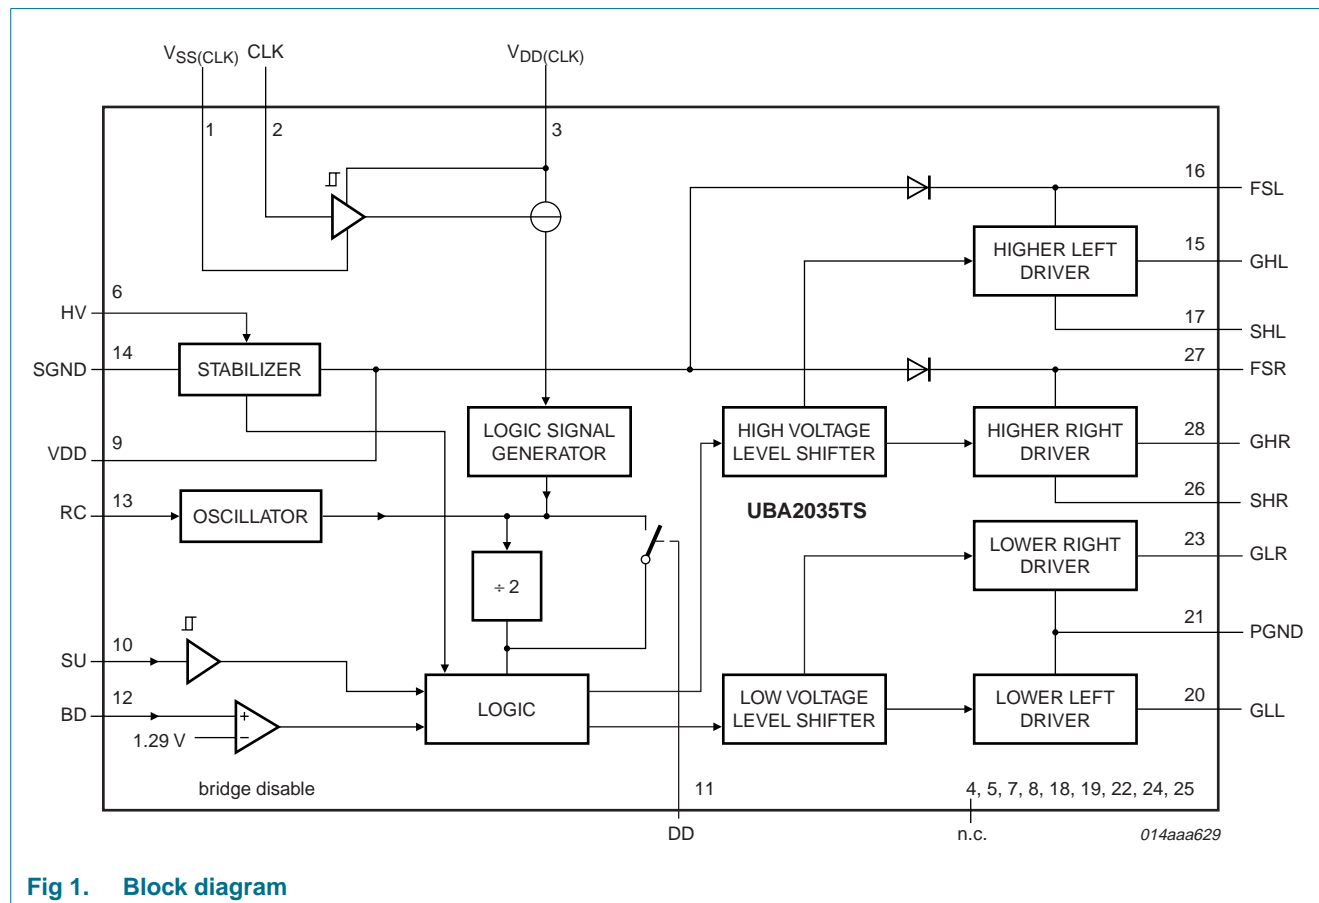 VSS(CLK) CLK VDD(CLK)
1 2 3
16 FSL
HIGHER LEFT
DRIVER
15 GHL
17 SHL
6
HV
14
SGND
STABILIZER
27 FSR
9
VDD
LOGIC SIGNAL
GENERATOR
HIGH VOLTAGE
LEVEL SHIFTER
HIGHER RIGHT
DRIVER
28 GHR
26 SHR
13
RC
OSCILLATOR
UBA2035TS
LOWER RIGHT
DRIVER
23 GLR
÷ 2
21 PGND
10
SU
12
BD
+
−
1.29 V
LOGIC
LOW VOLTAGE
LEVEL SHIFTER
LOWER LEFT
DRIVER
20 GLL
bridge disable
11
4, 5, 7, 8, 18, 19, 22, 24, 25
DD
n.c.
014aaa629
Fig 1. Block diagram